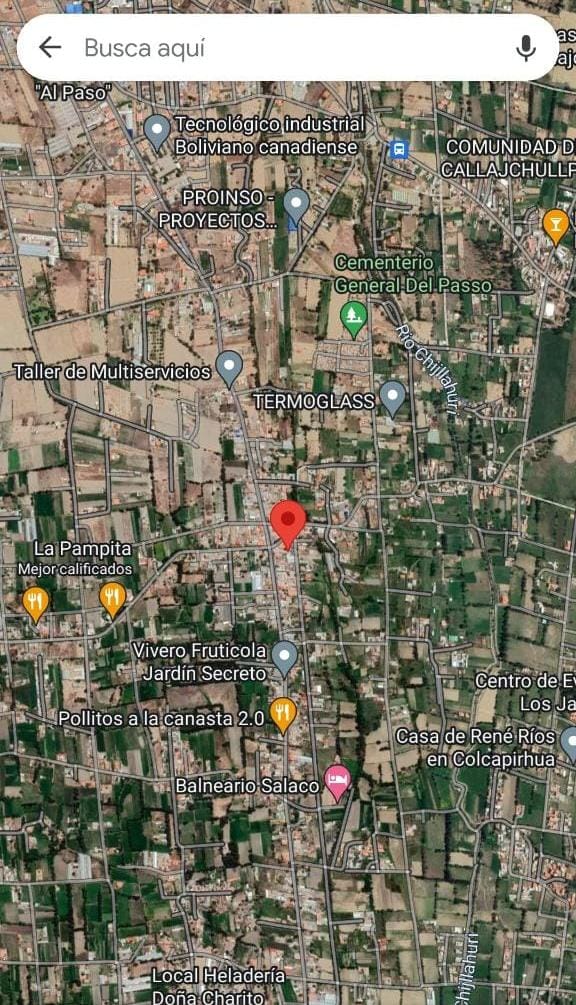 Busca aquí
"Al Paso"
Tecnológico industrial
Boliviano canadiense
COMUNIDAD D
CALLAJCHULLP
PROINSO -
PROYECTOS...
Cementerio
General Del Passo
Río Chijllahuri
Taller de Multiservicios
TERMOGLASS
La Pampita
Mejor calificados
Vivero Fruticola
Jardín Secreto
Centro de Ev
Los Ja
Pollitos a la canasta 2.0
Casa de René Ríos
en Colcapirhua
Balneario Salaco
Chijllahuri
Local Heladería
Doña Charito